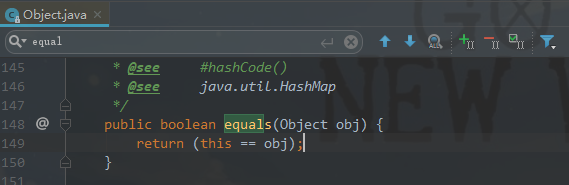 Object.java
equal
145 * @see #hashCode()
146 * @see java.util.HashMap
147 */
148 @ public boolean equals(Object obj) {
149 return (this == obj);
150 }
NEW